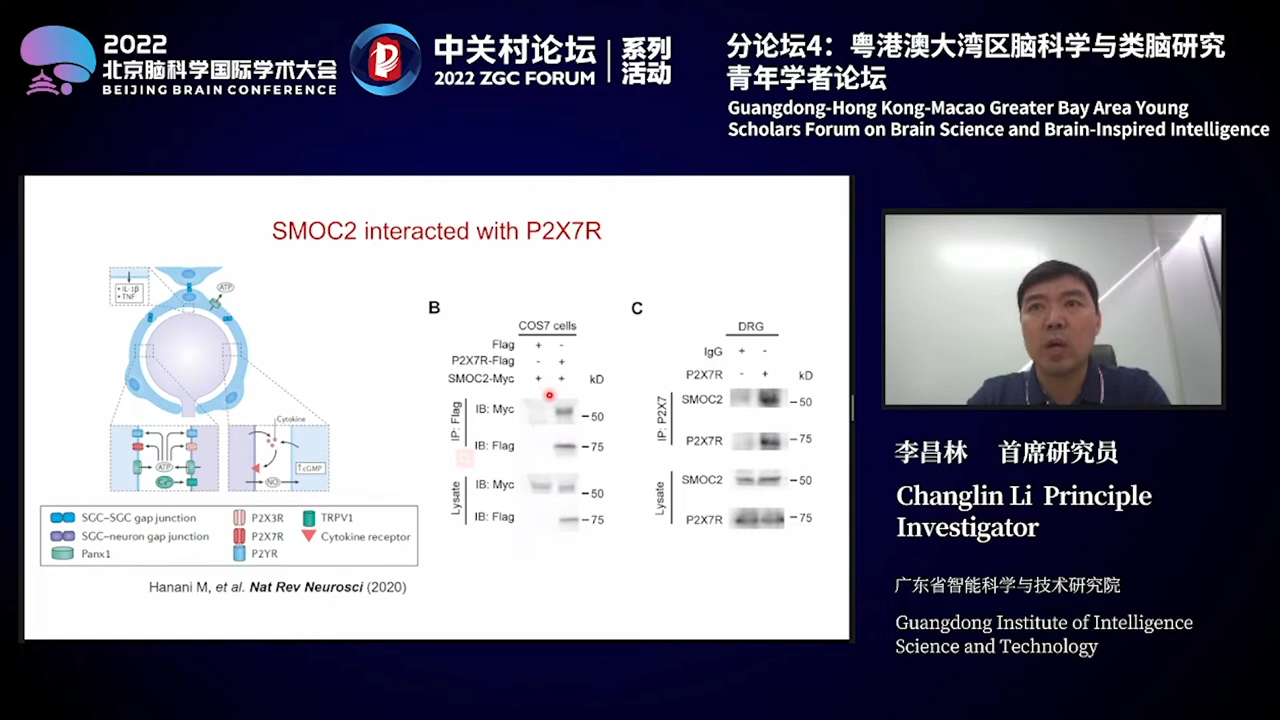 2022
北京脑科学国际学术大会
BEIJING BRAIN CONFERENCE
中关村论坛
2022 ZGC FORUM
系列
活动
分论坛4：粤港澳大湾区脑科学与类脑研究
青年学者论坛
Guangdong-Hong Kong-Macao Greater Bay Area Young
Scholars Forum on Brain Science and Brain-Inspired Intelligence
SMOC2 interacted with P2X7R
• IL-1β
• TNF
ATP
Cytokine
ATP
↑cGMP
NO
SGC–SGC gap junction
SGC–neuron gap junction
Panx1
P2X3R
P2X7R
P2YR
TRPV1
Cytokine receptor
Hanani M, et al. Nat Rev Neurosci (2020)
B
COS7 cells
Flag + -
P2X7R-Flag - +
SMOC2-Myc + + kD
IP: Flag
IB: Myc –50
IB: Flag –75
Lysate
IB: Myc –50
IB: Flag –75
C
DRG
IgG + -
P2X7R - + kD
IP: P2X7
SMOC2 –50
P2X7R –75
Lysate
SMOC2 –50
P2X7R –75
李昌林 首席研究员
Changlin Li Principle
Investigator
广东省智能科学与技术研究院
Guangdong Institute of Intelligence
Science and Technology